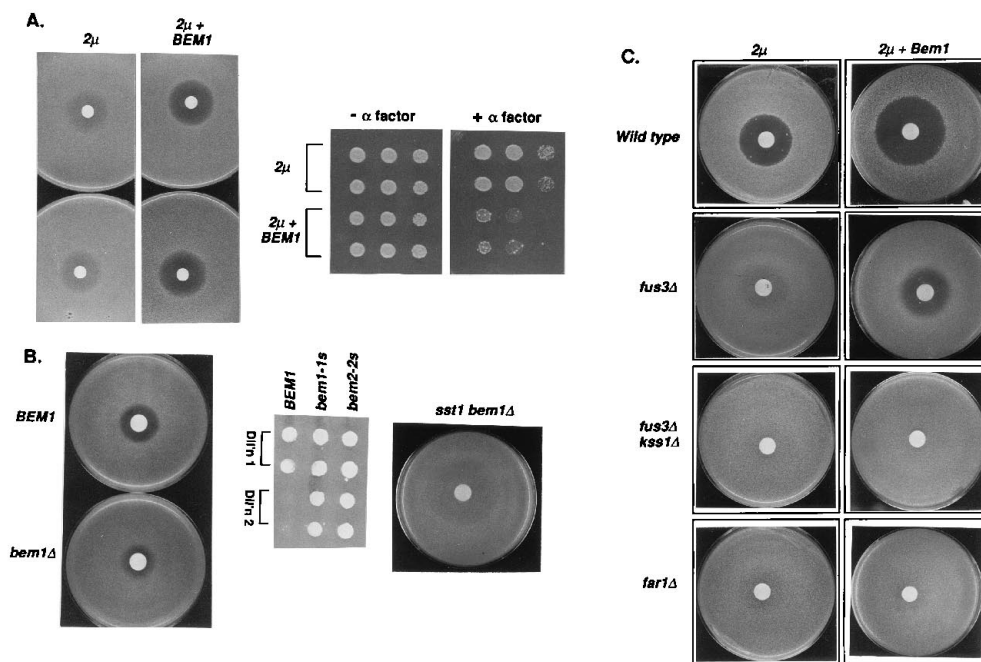 A.
2μ
2μ +
BEM1
- α factor
+ α factor
2μ
2μ +
BEM1
B.
BEM1
bem1Δ
BEM1
bem1-1s
bem2-2s
Dil'n 1
Dil'n 2
sst1 bem1Δ
C.
2μ
2μ + Bem1
Wild type
fus3Δ
fus3Δ
kss1Δ
far1Δ